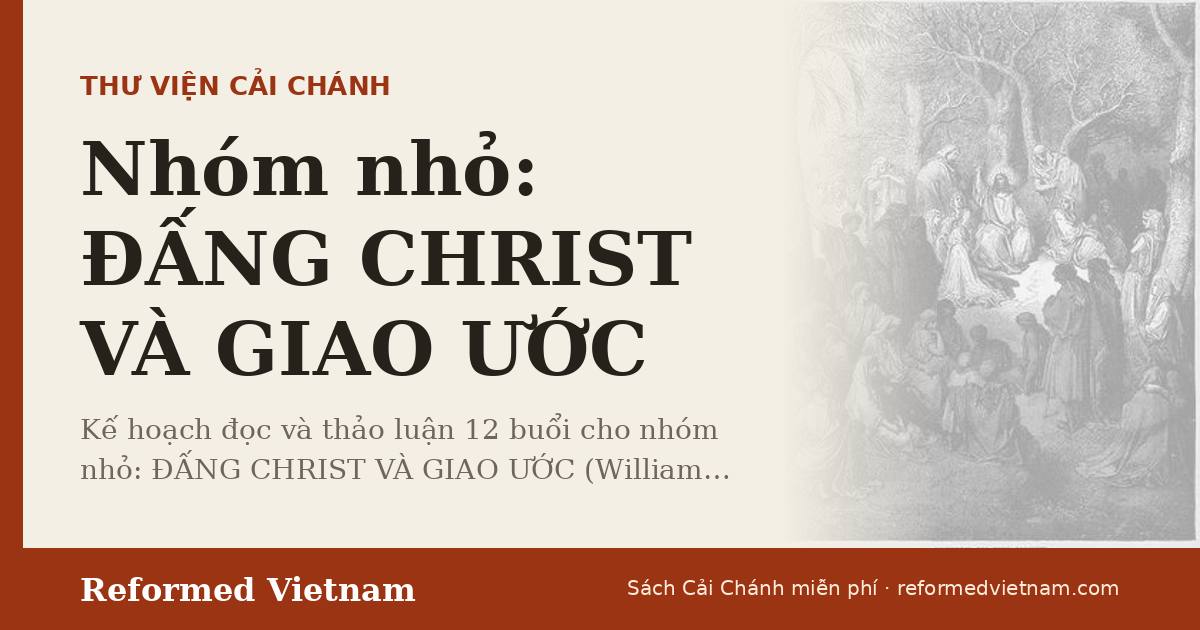 THƯ VIỆN CẢI CHÁNH
Nhóm nhỏ:
ĐẤNG CHRIST
VÀ GIAO ƯỚC
Kế hoạch đọc và thảo luận 12 buổi cho nhóm
nhỏ: ĐẤNG CHRIST VÀ GIAO ƯỚC (William...
Reformed Vietnam
Sách Cải Chánh miễn phí · reformedvietnam.com